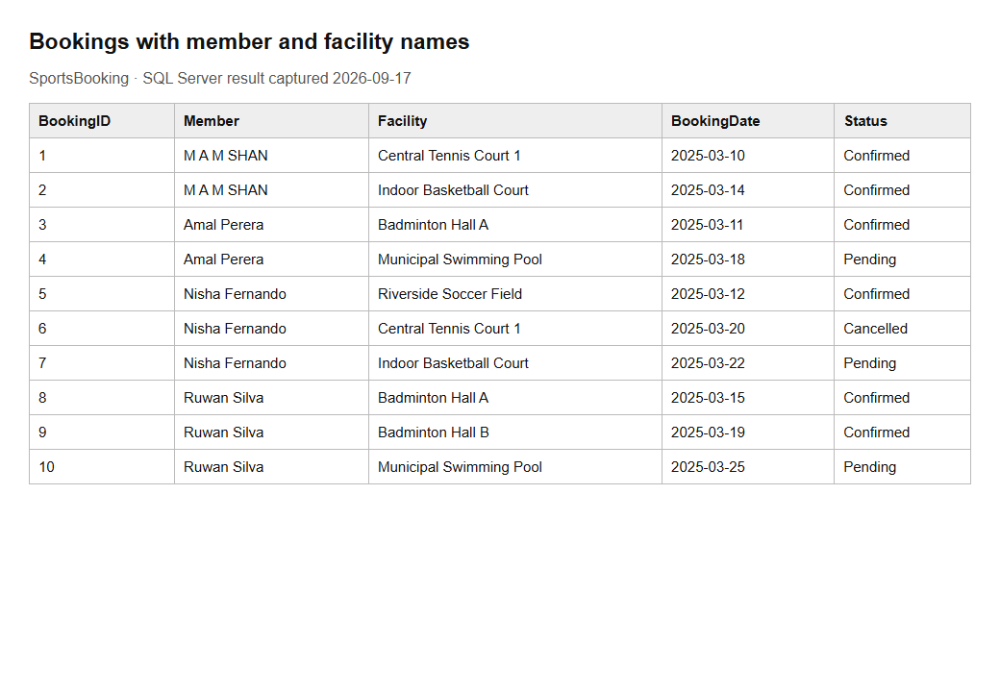 Bookings with member and facility names
SportsBooking · SQL Server result captured 2026-09-17
BookingID Member Facility BookingDate Status
1 M A M SHAN Central Tennis Court 1 2025-03-10 Confirmed
2 M A M SHAN Indoor Basketball Court 2025-03-14 Confirmed
3 Amal Perera Badminton Hall A 2025-03-11 Confirmed
4 Amal Perera Municipal Swimming Pool 2025-03-18 Pending
5 Nisha Fernando Riverside Soccer Field 2025-03-12 Confirmed
6 Nisha Fernando Central Tennis Court 1 2025-03-20 Cancelled
7 Nisha Fernando Indoor Basketball Court 2025-03-22 Pending
8 Ruwan Silva Badminton Hall A 2025-03-15 Confirmed
9 Ruwan Silva Badminton Hall B 2025-03-19 Confirmed
10 Ruwan Silva Municipal Swimming Pool 2025-03-25 Pending